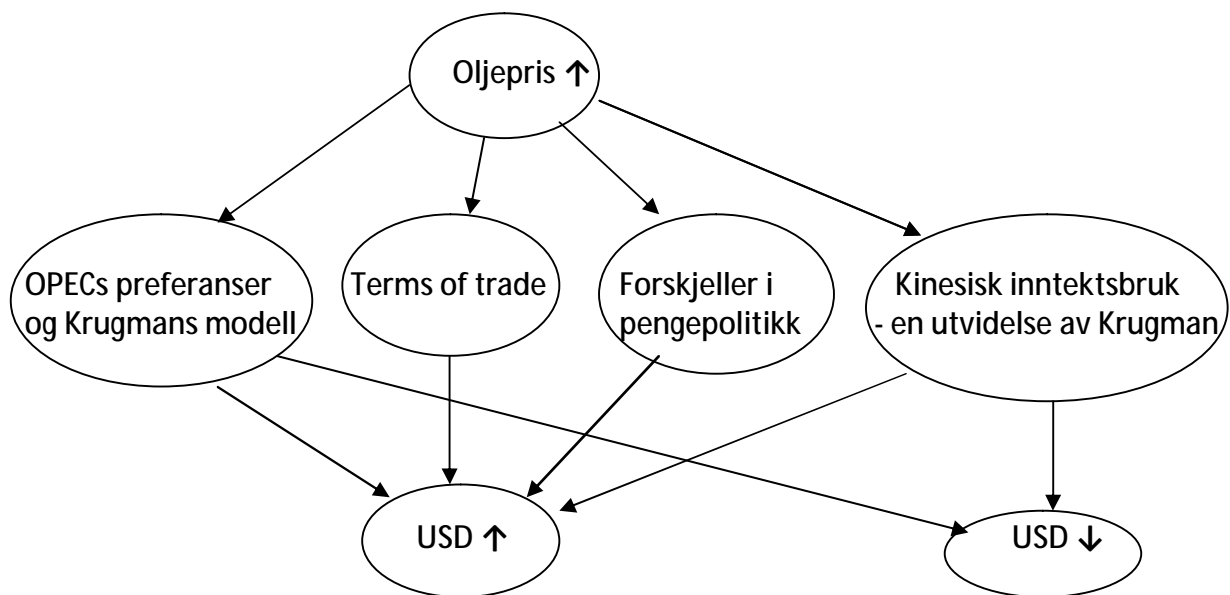 Oljepris ↑
OPECs preferanser
og Krugmans modell
Terms of trade
Forskjeller i
pengepolitikk
Kinesisk inntektsbruk
- en utvidelse av Krugman
USD ↑
USD ↓